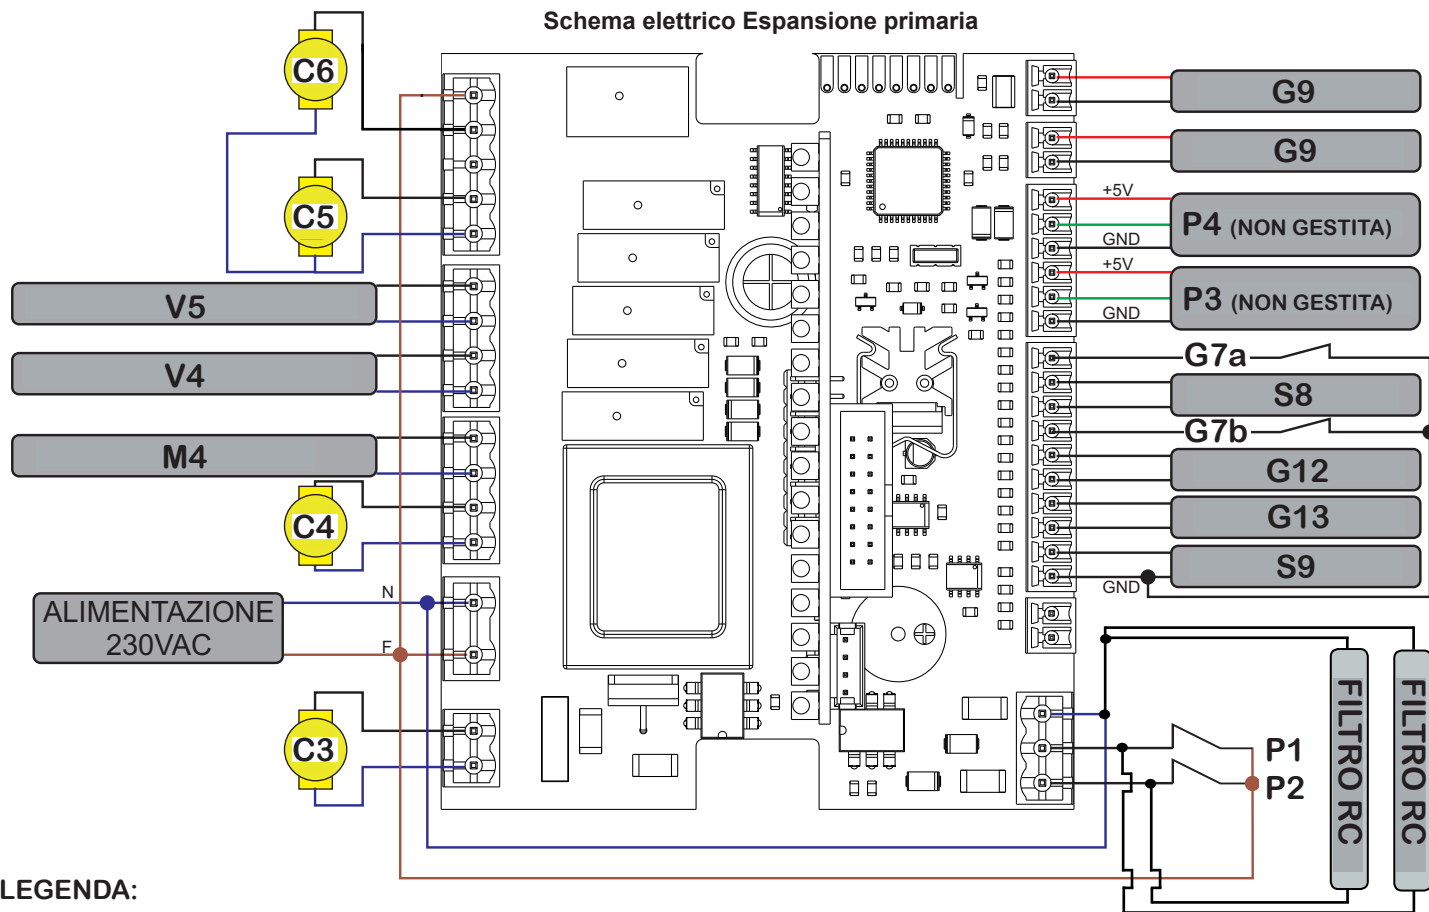 Schema elettrico Espansione primaria
C6
C5
V5
V4
M4
C4
N
ALIMENTAZIONE
230VAC
F
C3
G9
G9
+5V
P4 (NON GESTITA)
GND
+5V
P3 (NON GESTITA)
GND
G7a
S8
G7b
G12
G13
S9
GND
P1
P2
FILTRO RC
FILTRO RC
LEGENDA: